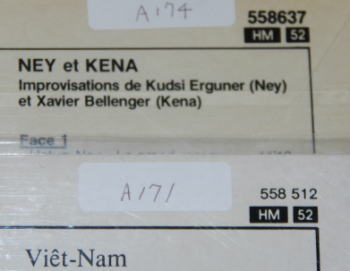 A174
558637
HM 52
NEY et KENA
Improvisations de Kudsi Erguner (Ney)
et Xavier Bellenger (Kena)
Face 1
A171
558 512
HM 52
Viêt-Nam